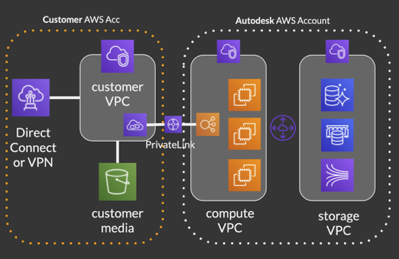 Customer AWS Acc
Autodesk AWS Account
customer
VPC
Direct
Connect
or VPN
PrivateLink
customer
media
compute
VPC
storage
VPC